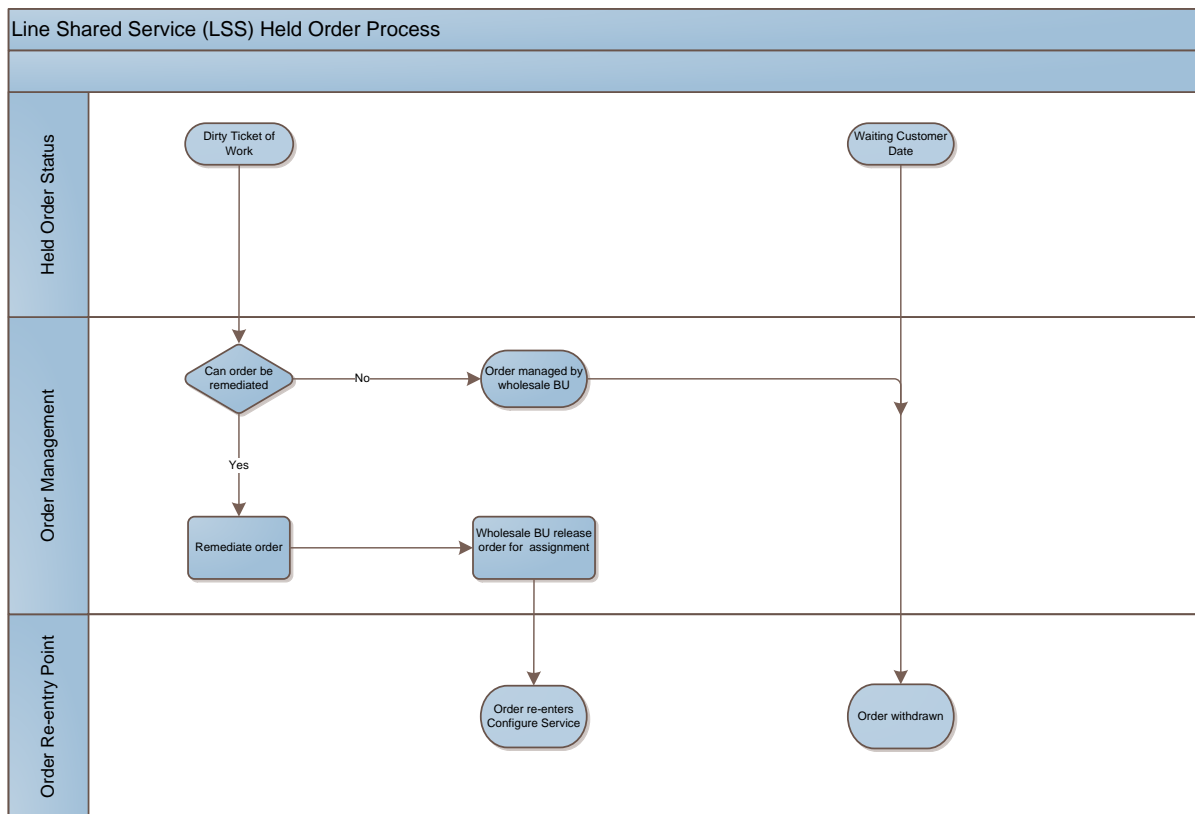 Line Shared Service (LSS) Held Order Process
Held Order Status
Dirty Ticket of
Work
Waiting Customer
Date
Order Management
Can order be
remediated
No
Order managed by
wholesale BU
Yes
Remediate order
Wholesale BU release
order for assignment
Order Re-entry Point
Order re-enters
Configure Service
Order withdrawn